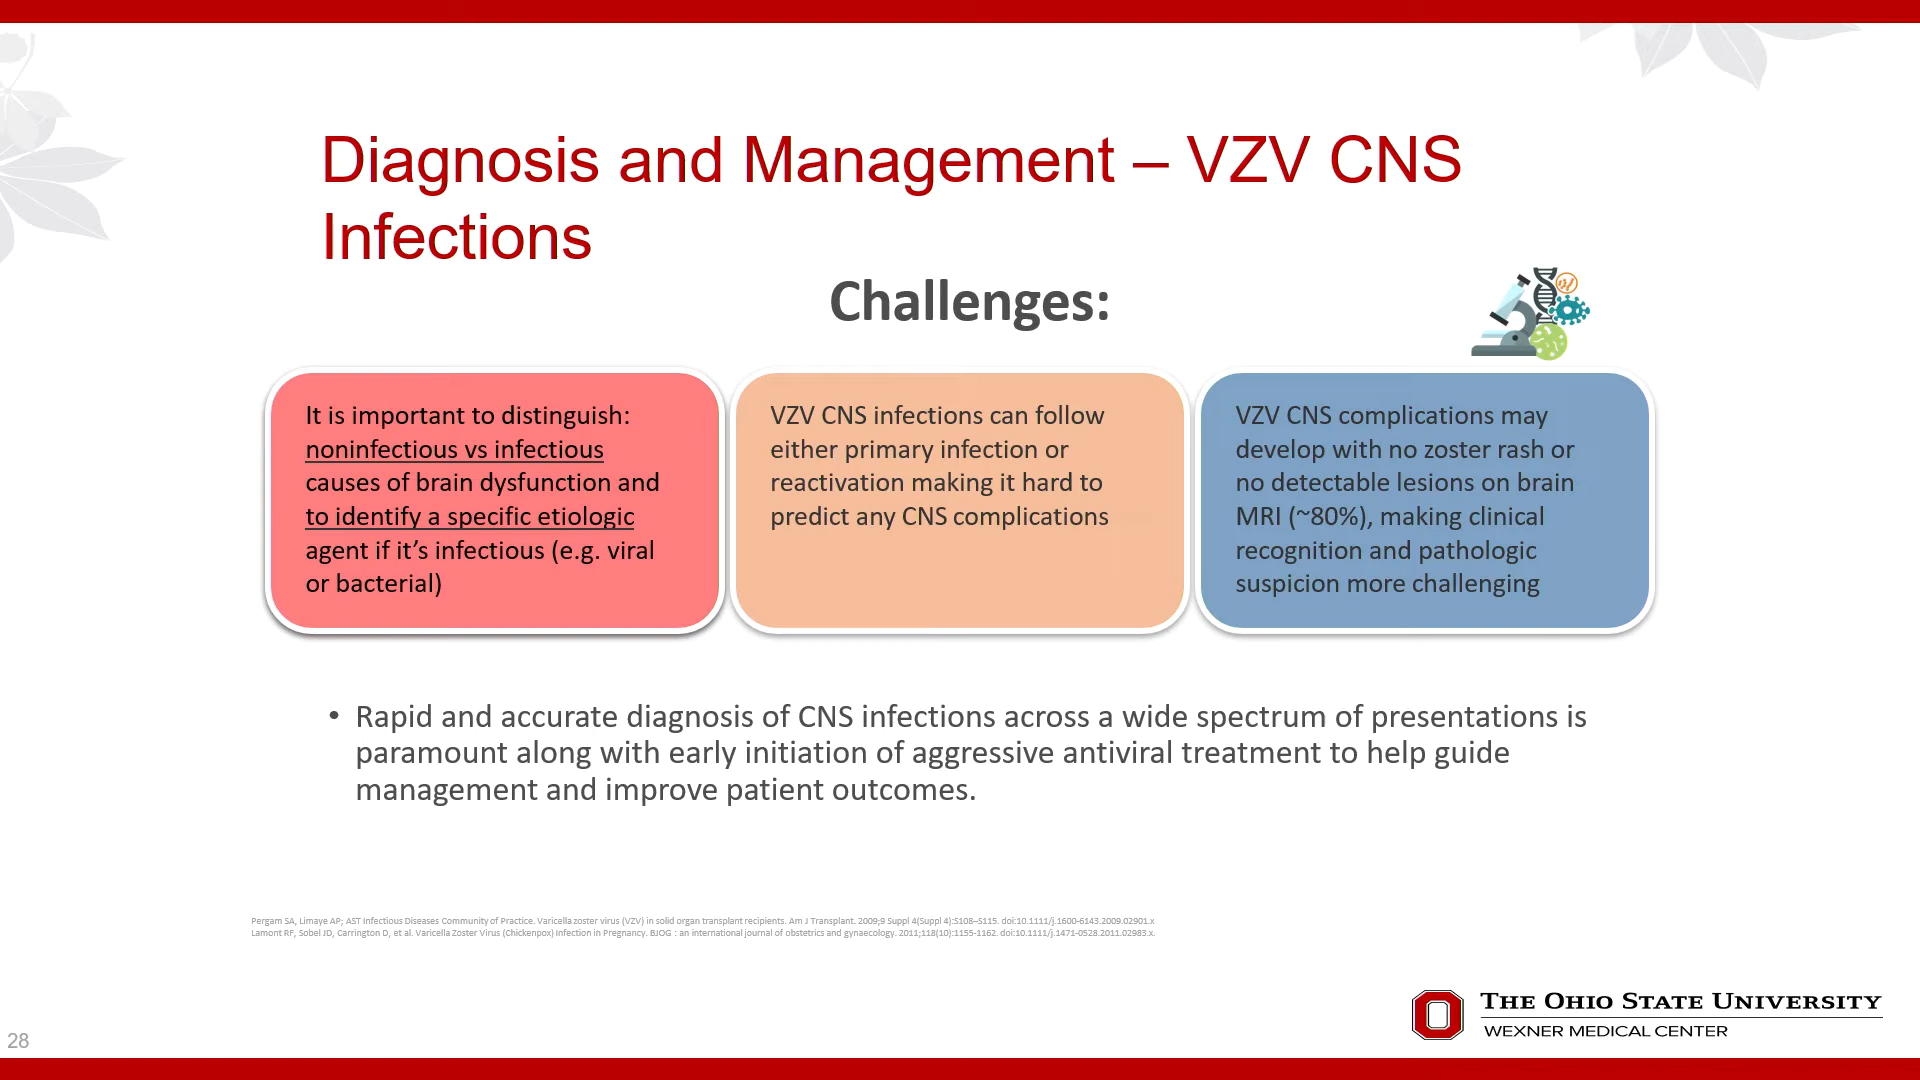 Diagnosis and Management – VZV CNS
Infections
Challenges:
It is important to distinguish:
noninfectious vs infectious
causes of brain dysfunction and
to identify a specific etiologic
agent if it’s infectious (e.g. viral
or bacterial)
VZV CNS infections can follow
either primary infection or
reactivation making it hard to
predict any CNS complications
VZV CNS complications may
develop with no zoster rash or
no detectable lesions on brain
MRI (~80%), making clinical
recognition and pathologic
suspicion more challenging
• Rapid and accurate diagnosis of CNS infections across a wide spectrum of presentations is
paramount along with early initiation of aggressive antiviral treatment to help guide
management and improve patient outcomes.
Pergam SA, Limaye AP; AST Infectious Diseases Community of Practice. Varicella zoster virus (VZV) in solid organ transplant recipients. Am J Transplant. 2009;9 Suppl 4(Suppl 4):S108–S115. doi:10.1111/j.1600-6143.2009.02901.x
Lamont RF, Sobel JD, Carrington D, et al. Varicella Zoster Virus (Chickenpox) Infection in Pregnancy. BJOG : an international journal of obstetrics and gynaecology. 2011;118(10):1155-1162. doi:10.1111/j.1471-0528.2011.02983.x.
THE OHIO STATE UNIVERSITY
WEXNER MEDICAL CENTER
28